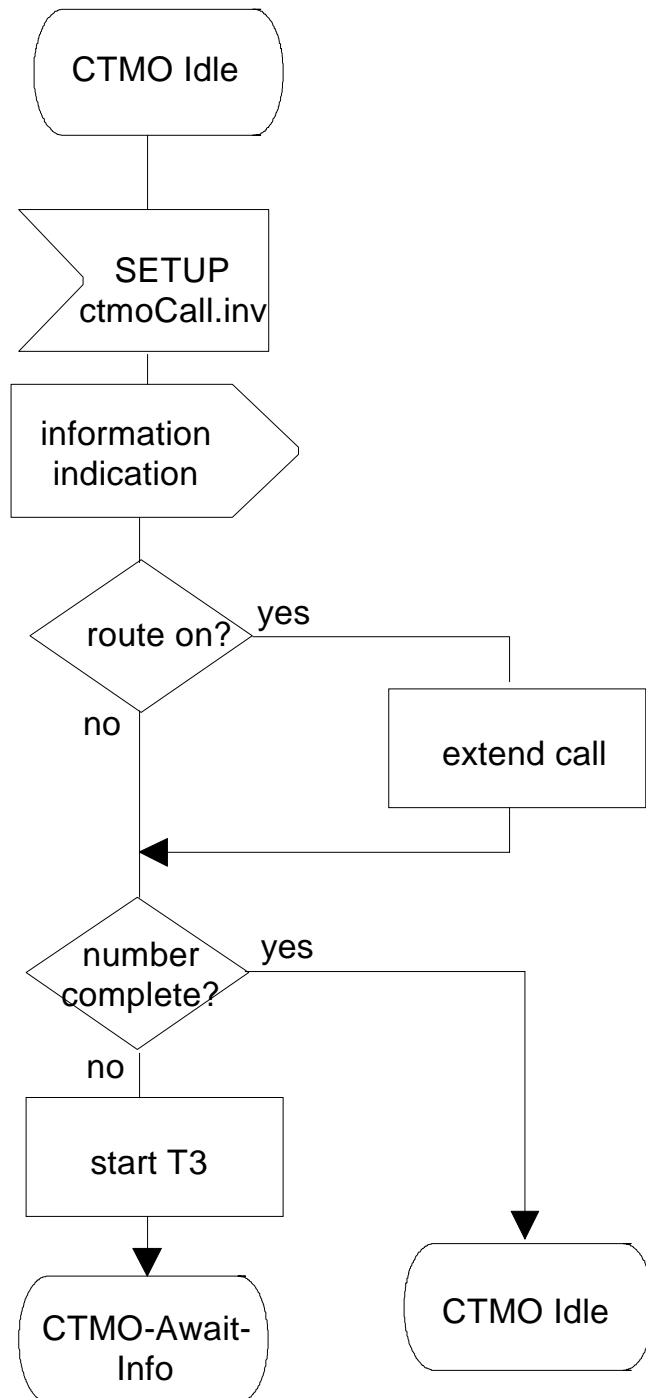 CTMO Idle
SETUP
ctmoCall.inv
information
indication
route on?
yes
no
extend call
number
complete?
yes
no
start T3
CTMO-Await-
Info
CTMO Idle